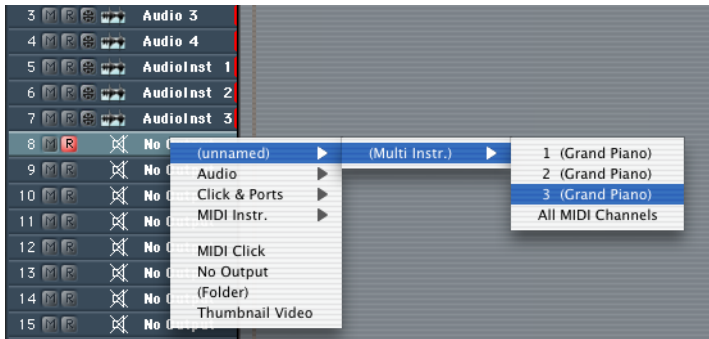 3 M R Audio 3
4 M R Audio 4
5 M R AudioInst 1
6 M R AudioInst 2
7 M R AudioInst 3
8 M R No
9 M R No
10 M R No
11 M R No
12 M R No
13 M R No
14 M R No
15 M R No Output
(unnamed)
Audio
Click & Ports
MIDI Instr.
MIDI Click
No Output
(Folder)
Thumbnail Video
(Multi Instr.)
1 (Grand Piano)
2 (Grand Piano)
3 (Grand Piano)
All MIDI Channels